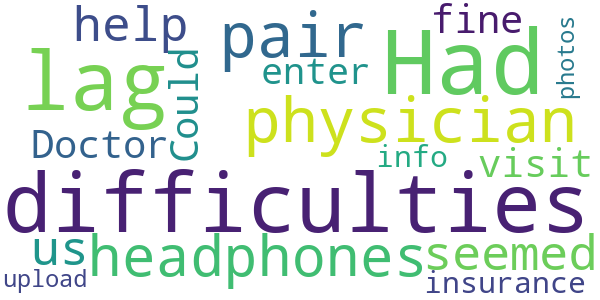 help pair Had fine
lag Could enter photos
Doctor physician
info visit
difficulties
us headphones seemed
upload insurance